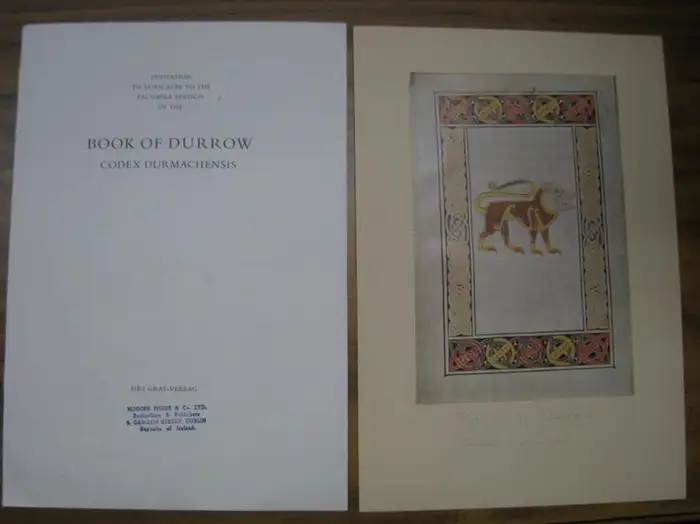 INVITATION
TO SUBSCRIBE TO THE
FACSIMILE EDITION
OF THE
BOOK OF DURROW
CODEX DURMACHENSIS
URS GRAF-VERLAG
HODGES FIGGIS & Co. LTD.
Booksellers & Publishers
6, DAWSON STREET DUBLIN
Republic of Ireland.